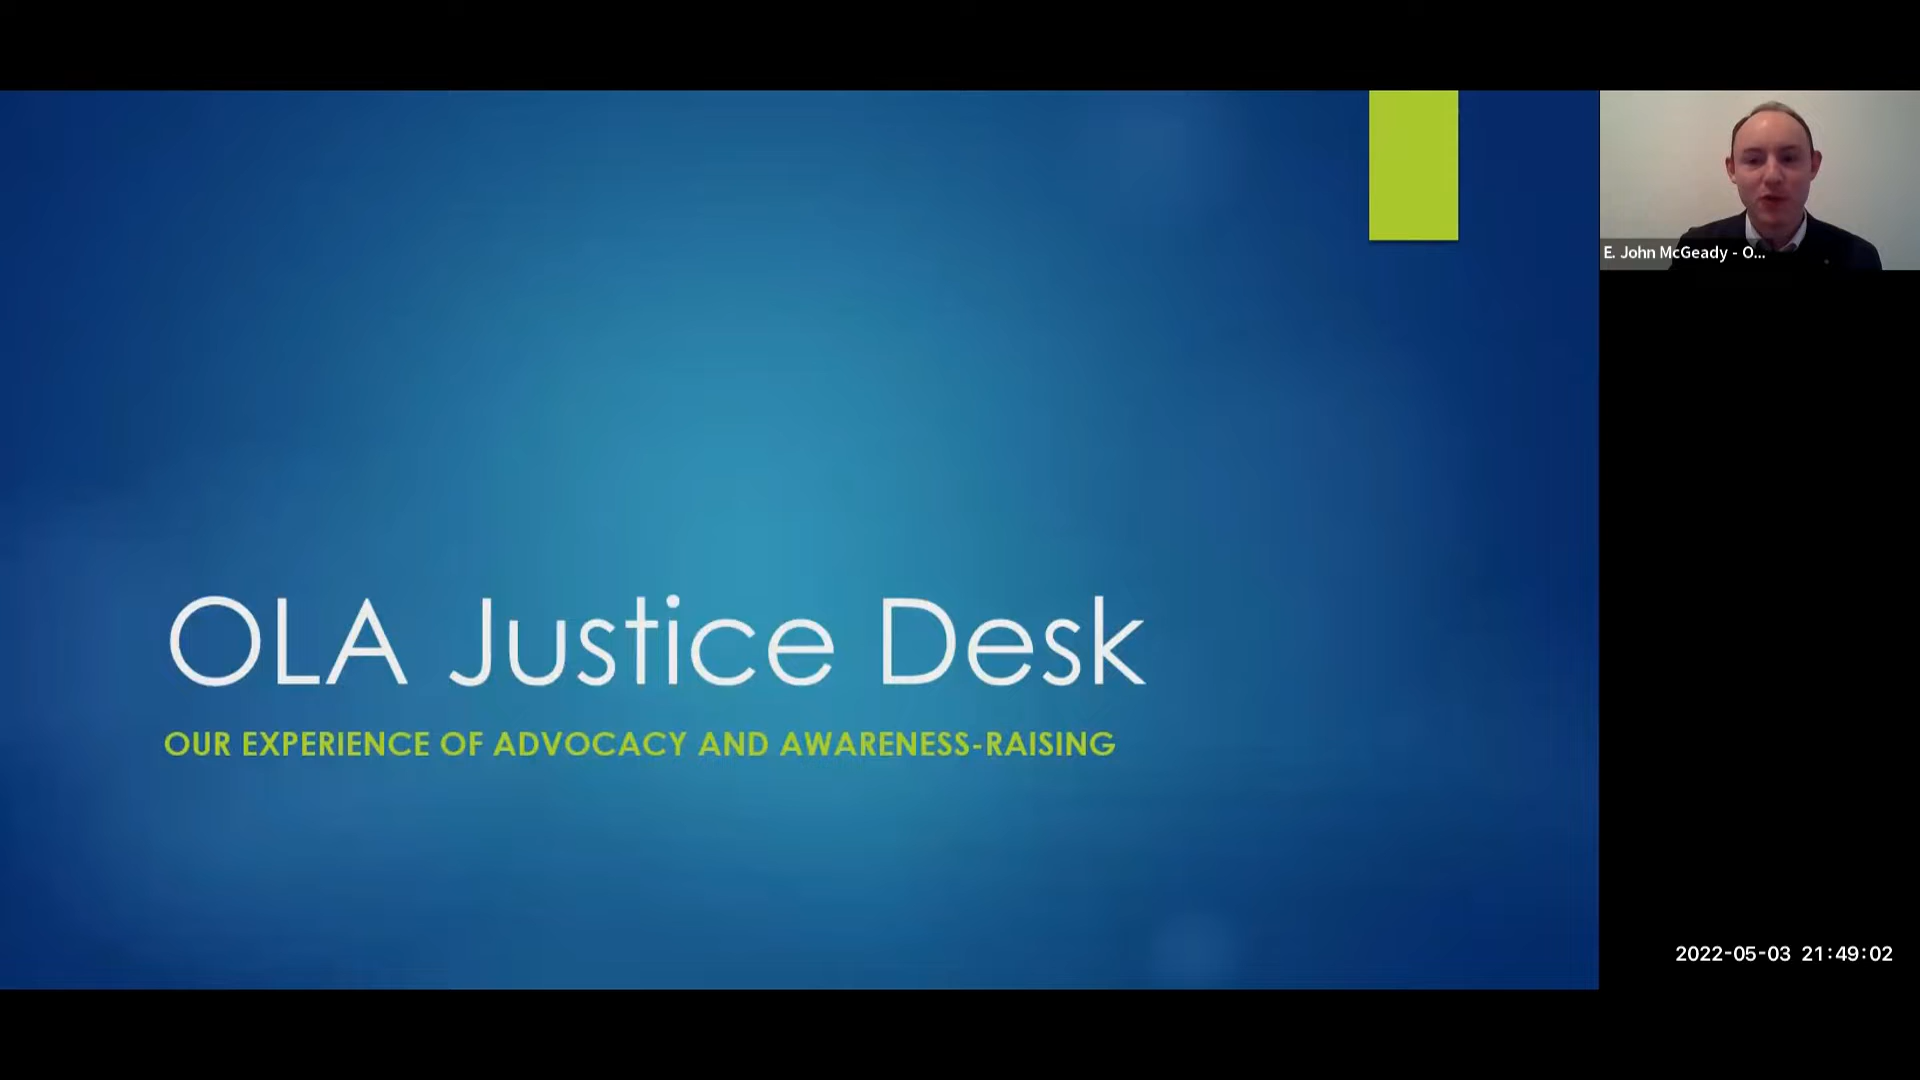 OLA Justice Desk
OUR EXPERIENCE OF ADVOCACY AND AWARENESS-RAISING
E. John McGeady - O...
2022-05-03 21:49:02